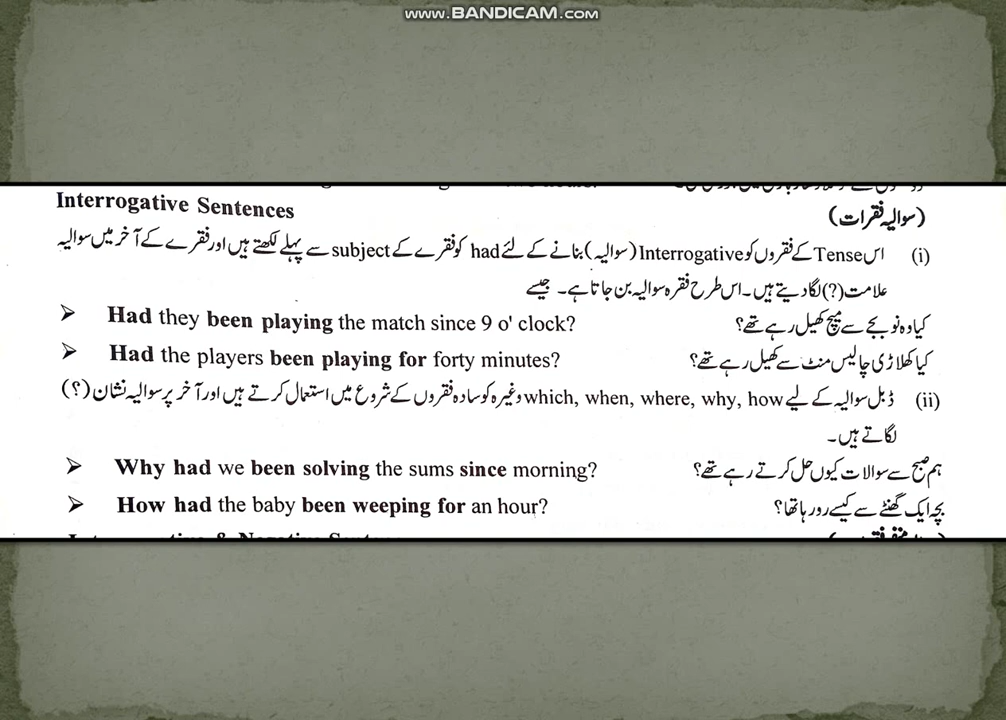 www.BANDICAM.com
Interrogative Sentences (سوالیہ فقرات)
(i) اس Tense کے فقروں کو Interrogative (سوالیہ) بنانے کے لئے had کو فقرے کے subject سے پہلے لکھتے ہیں اور فقرے کے آخر میں سوالیہ
علامت (?) لگا دیتے ہیں۔ اس طرح فقرہ سوالیہ بن جاتا ہے۔ جیسے
➢ Had they been playing the match since 9 o' clock? کیا وہ نو بجے سے میچ کھیل رہے تھے؟
➢ Had the players been playing for forty minutes? کیا کھلاڑی چالیس منٹ سے کھیل رہے تھے؟
(ii) ڈبل سوالیہ کے لیے which, when, where, why, how وغیرہ کو سادہ فقروں کے شروع میں استعمال کرتے ہیں اور آخر پر سوالیہ نشان (؟)
لگاتے ہیں۔
➢ Why had we been solving the sums since morning? ہم صبح سے سوالات کیوں حل کرتے رہے تھے؟
➢ How had the baby been weeping for an hour? بچہ ایک گھنٹے سے کیسے رو رہا تھا؟